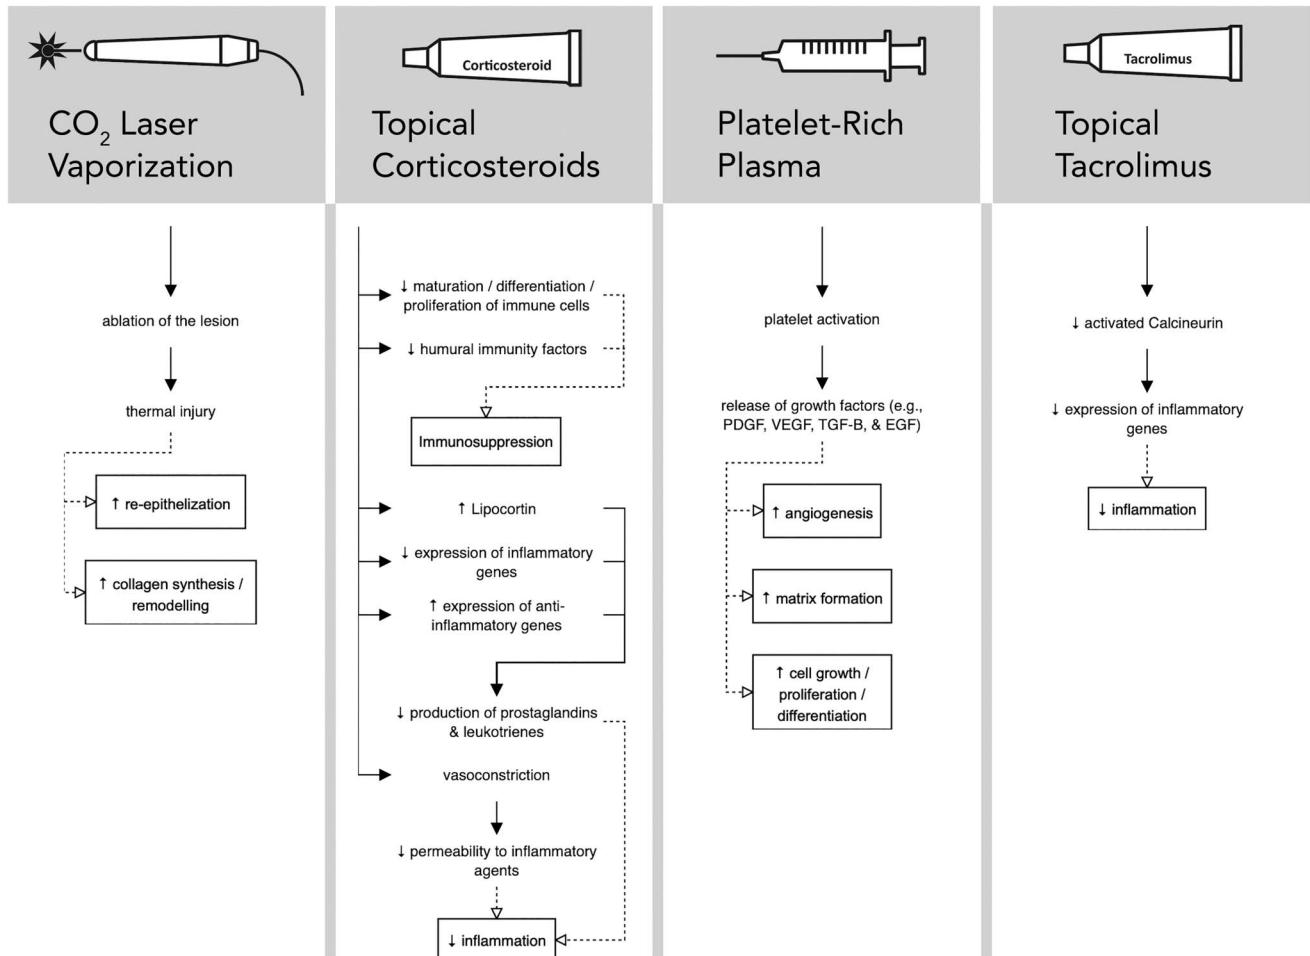 CO₂ Laser
Vaporization
ablation of the lesion
thermal injury
↑ re-epithelization
↑ collagen synthesis /
remodelling
Corticosteroid
Topical
Corticosteroids
↓ maturation / differentiation /
proliferation of immune cells
↓ humural immunity factors
Immunosuppression
↑ Lipocortin
↓ expression of inflammatory
genes
↑ expression of anti-
inflammatory genes
↓ production of prostaglandins
& leukotrienes
vasoconstriction
↓ permeability to inflammatory
agents
↓ inflammation
Platelet-Rich
Plasma
platelet activation
release of growth factors (e.g.,
PDGF, VEGF, TGF-B, & EGF)
↑ angiogenesis
↑ matrix formation
↑ cell growth /
proliferation /
differentiation
Tacrolimus
Topical
Tacrolimus
↓ activated Calcineurin
↓ expression of inflammatory
genes
↓ inflammation